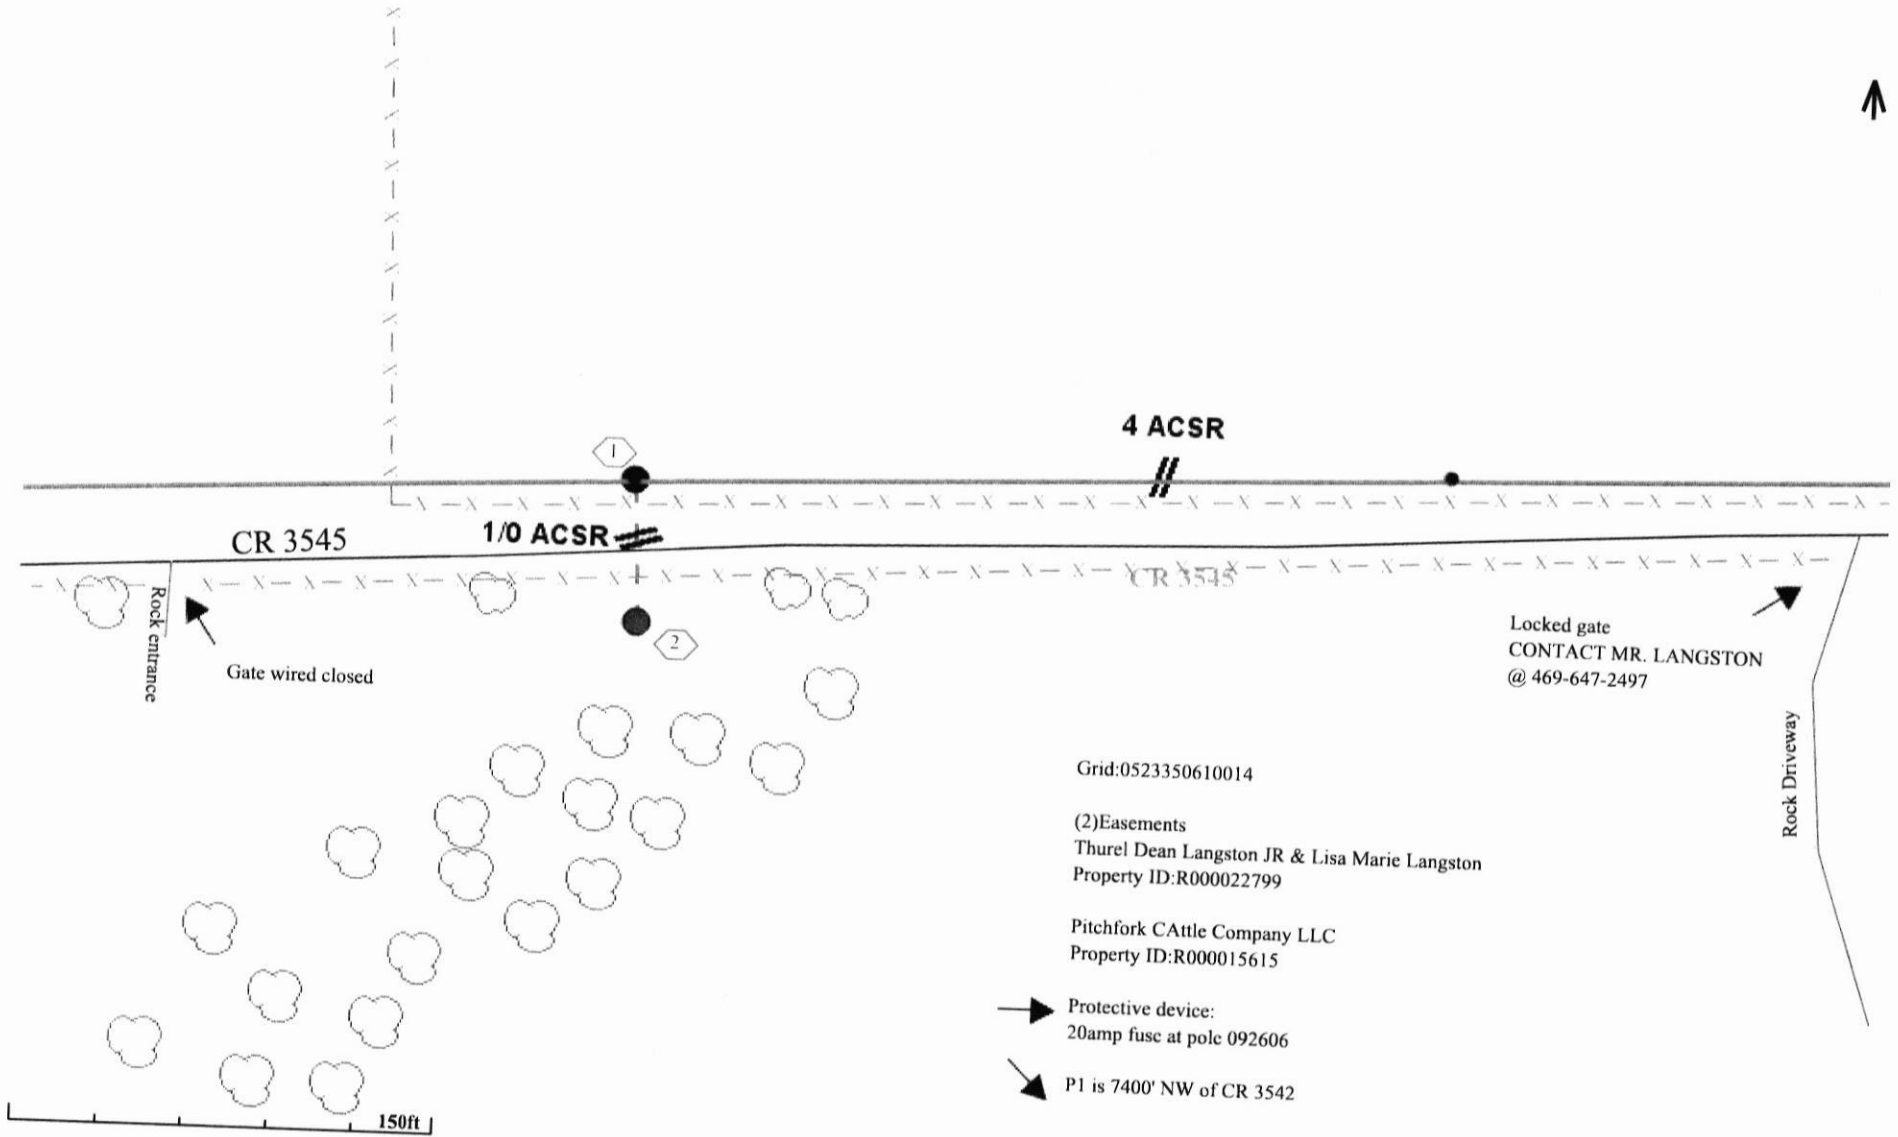 4 ACSR
1
1/0 ACSR
CR 3545
CR 3545
2
Rock entrance
Gate wired closed
Locked gate
CONTACT MR. LANGSTON
@ 469-647-2497
Rock Driveway
Grid:0523350610014
(2)Easements
Thurel Dean Langston JR & Lisa Marie Langston
Property ID:R000022799
Pitchfork CAttle Company LLC
Property ID:R000015615
Protective device:
20amp fuse at pole 092606
P1 is 7400' NW of CR 3542
150ft